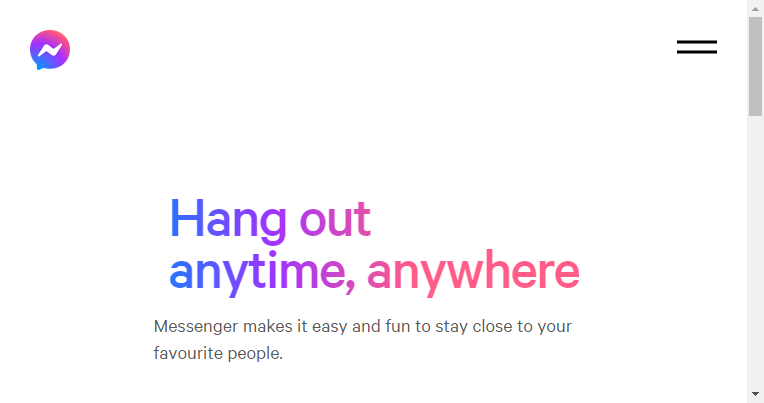 Hang out
anytime, anywhere
Messenger makes it easy and fun to stay close to your
favourite people.